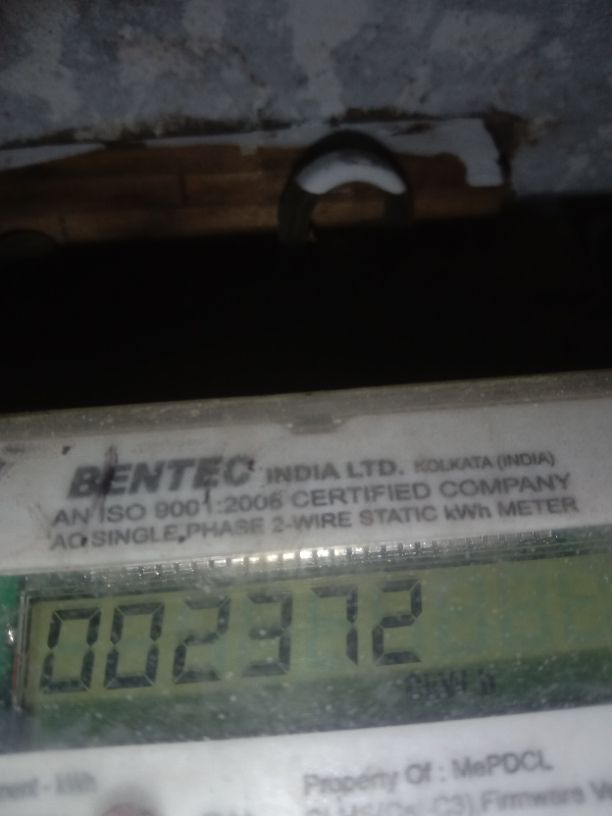 BENTEC INDIA LTD. KOLKATA (INDIA)
AN ISO 9001:2008 CERTIFIED COMPANY
AC SINGLE PHASE 2-WIRE STATIC kWh METER
002372
Property Of : MePDCL
Firmware